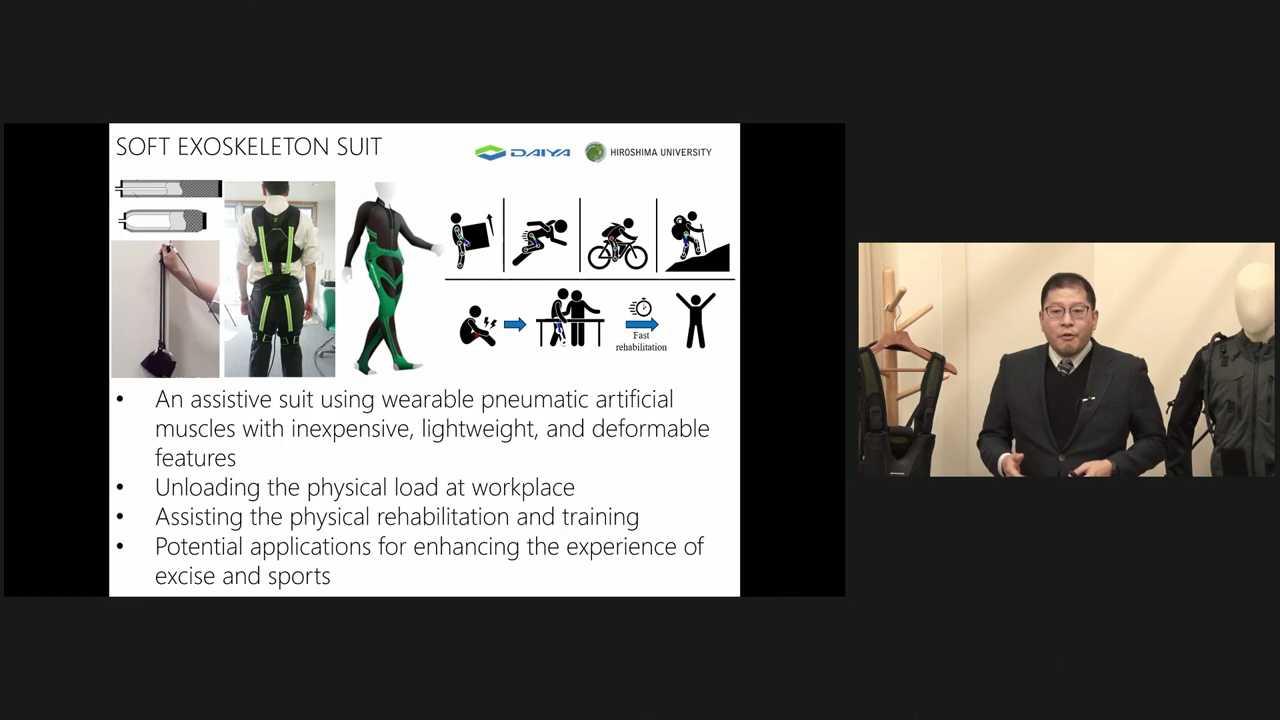 SOFT EXOSKELETON SUIT
DAIYA
HIROSHIMA UNIVERSITY
Fast
rehabilitation
• An assistive suit using wearable pneumatic artificial
muscles with inexpensive, lightweight, and deformable
features
• Unloading the physical load at workplace
• Assisting the physical rehabilitation and training
• Potential applications for enhancing the experience of
excise and sports